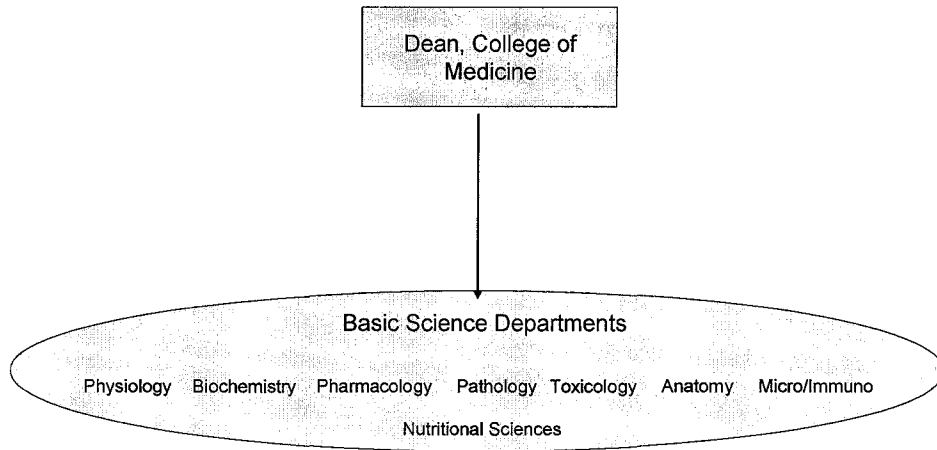 Dean, College of
Medicine
Basic Science Departments
Physiology Biochemistry Pharmacology Pathology Toxicology Anatomy Micro/Immuno
Nutritional Sciences